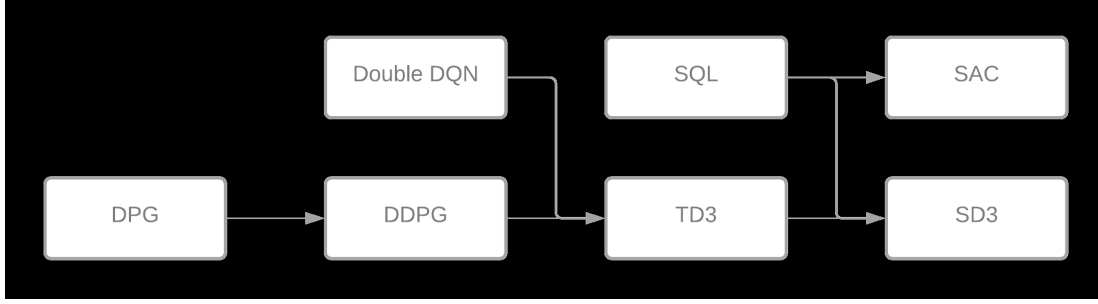 Double DQN
SQL
SAC
DPG
DDPG
TD3
SD3